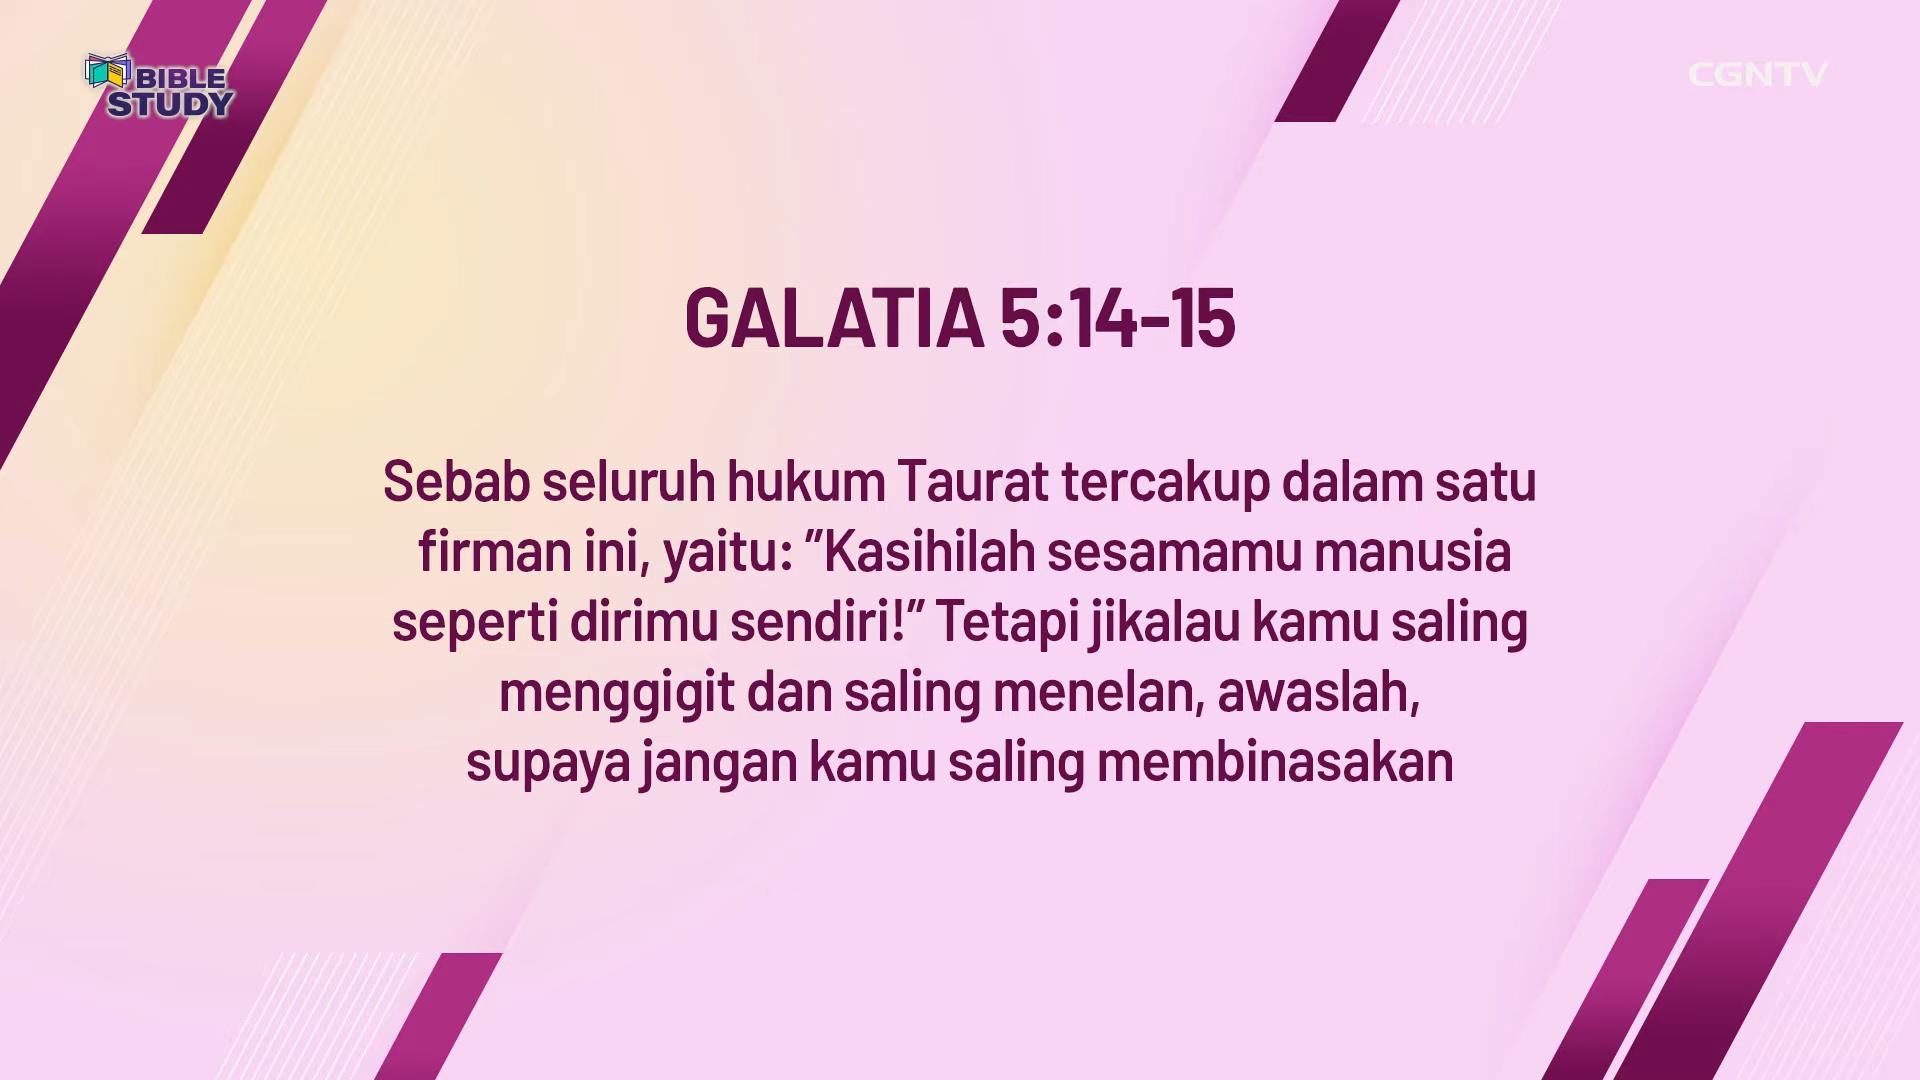 BIBLE
STUDY
CGNTV
GALATIA 5:14-15
Sebab seluruh hukum Taurat tercakup dalam satu
firman ini, yaitu: "Kasihilah sesamamu manusia
seperti dirimu sendiri!" Tetapi jikalau kamu saling
menggigit dan saling menelan, awaslah,
supaya jangan kamu saling membinasakan